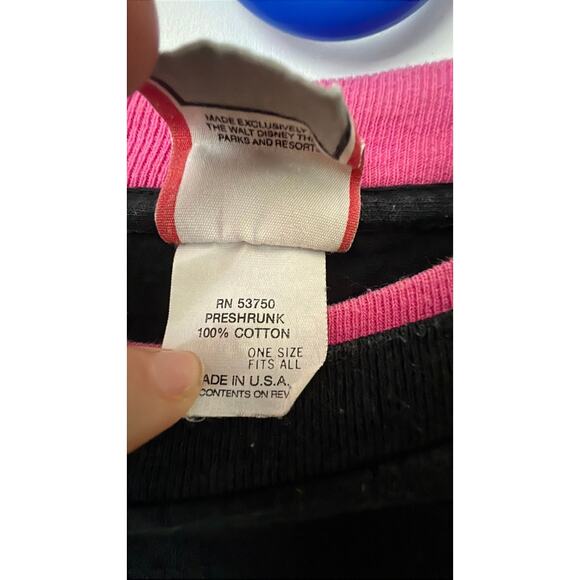 MADE EXCLUSIVELY
THE WALT DISNEY TH
PARKS AND RESORT
RN 53750
PRESHRUNK
100% COTTON
ONE SIZE
FITS ALL
ADE IN U.S.A.
CONTENTS ON REV